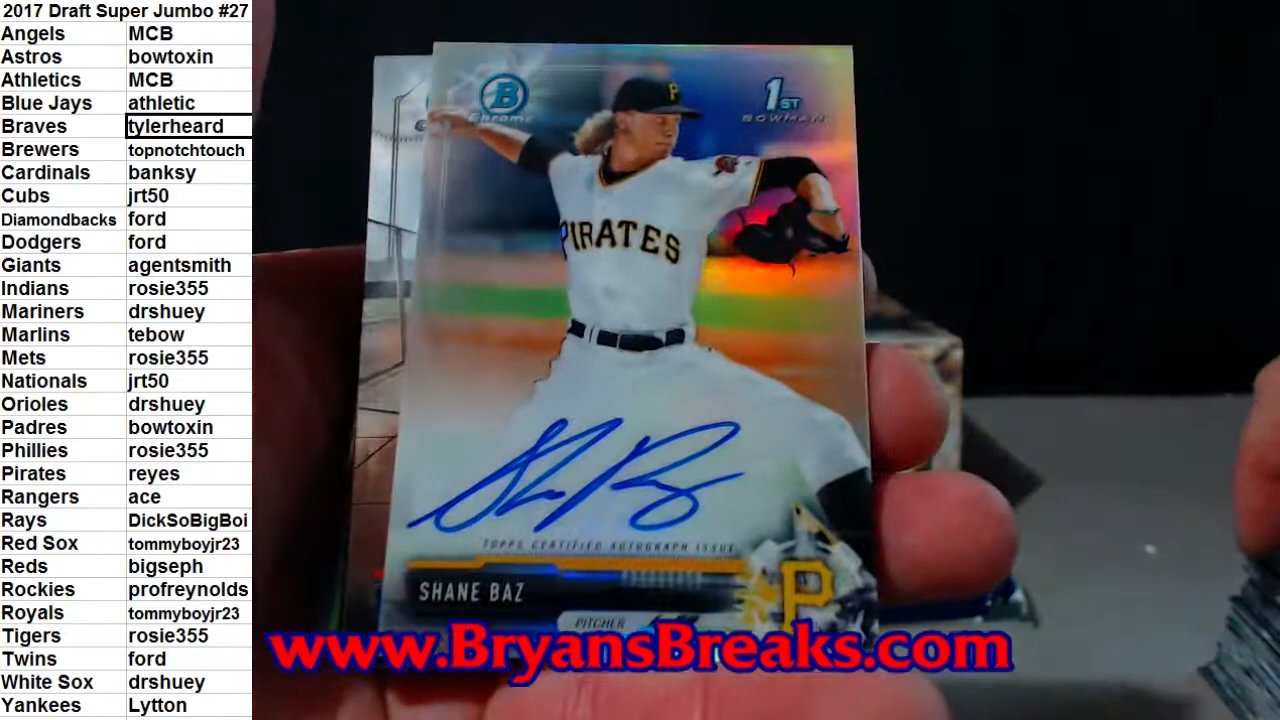 2017 Draft Super Jumbo #27
Angels MCB
Astros bowtoxin
Athletics MCB
Blue Jays athletic
Braves tylerheard
Brewers topnotchtouch
Cardinals banksy
Cubs jrt50
Diamondbacks ford
Dodgers ford
Giants agentsmith
Indians rosie355
Mariners drshuey
Marlins tebow
Mets rosie355
Nationals jrt50
Orioles drshuey
Padres bowtoxin
Phillies rosie355
Pirates reyes
Rangers ace
Rays DickSoBigBoi
Red Sox tommyboyjr23
Reds bigseph
Rockies profreynolds
Royals tommyboyjr23
Tigers rosie355
Twins ford
White Sox drshuey
Yankees Lytton
B
Chrome
1ST
BOWMAN
P
PIRATES
TOPPS CERTIFIED AUTOGRAPH ISSUE
SHANE BAZ
P
PITCHER
www.BryansBreaks.com